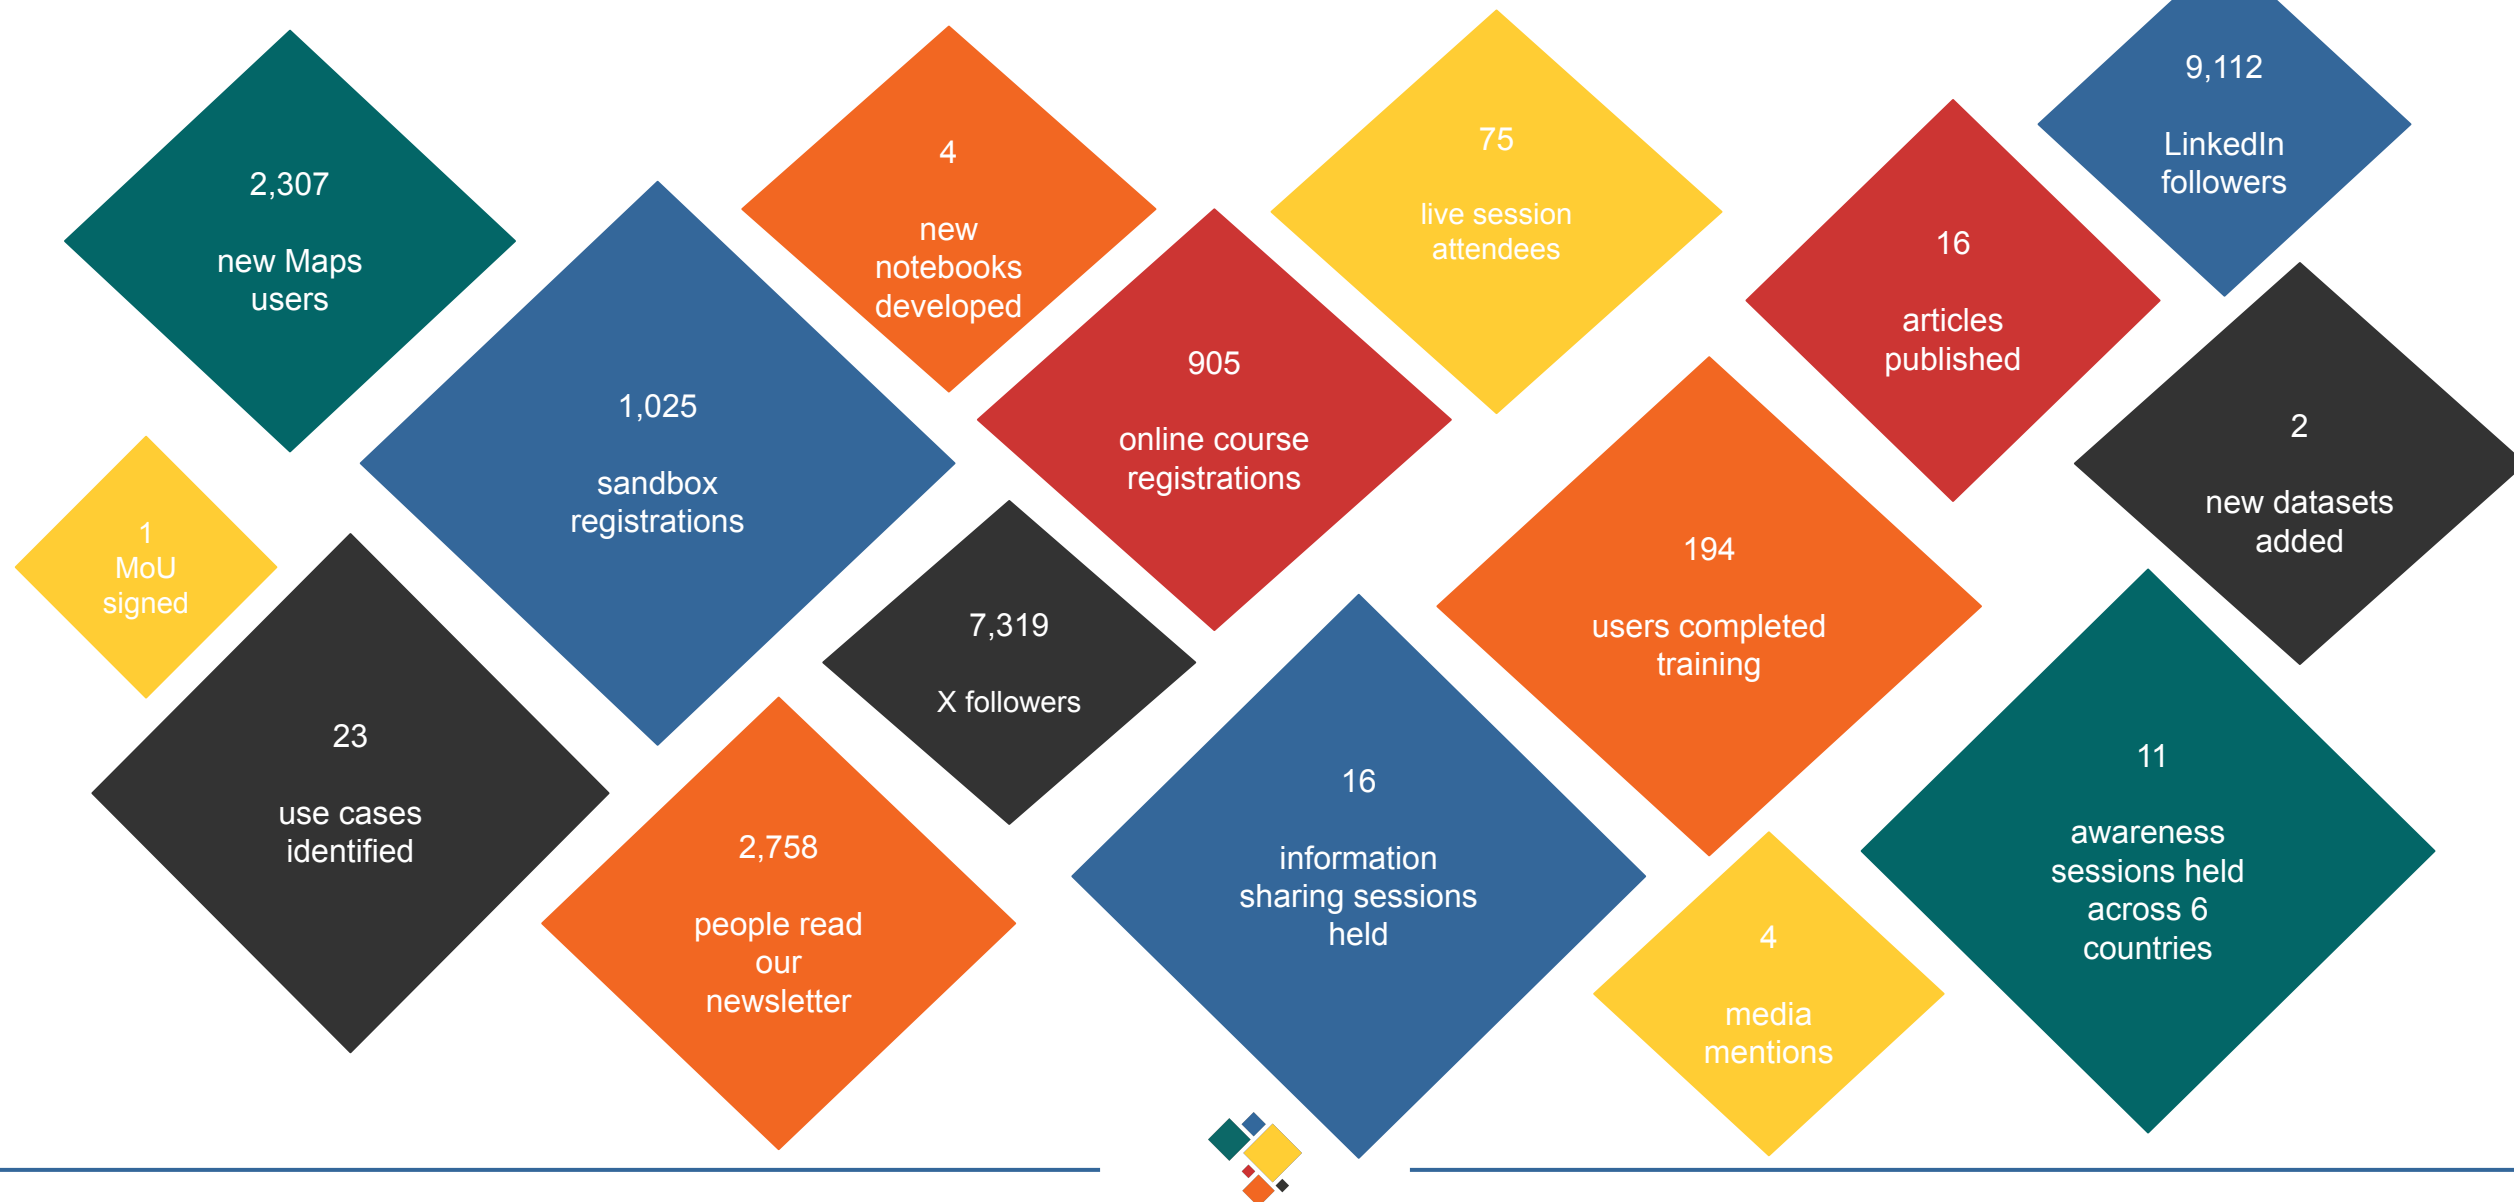 2,307
new Maps
users
4
new
notebooks
developed
75
live session
attendees
9,112
LinkedIn
followers
16
articles
published
1,025
sandbox
registrations
905
online course
registrations
2
new datasets
added
1
MoU
signed
194
users completed
training
7,319
X followers
23
use cases
identified
2,758
people read
our
newsletter
16
information
sharing sessions
held
11
awareness
sessions held
across 6
countries
4
media
mentions